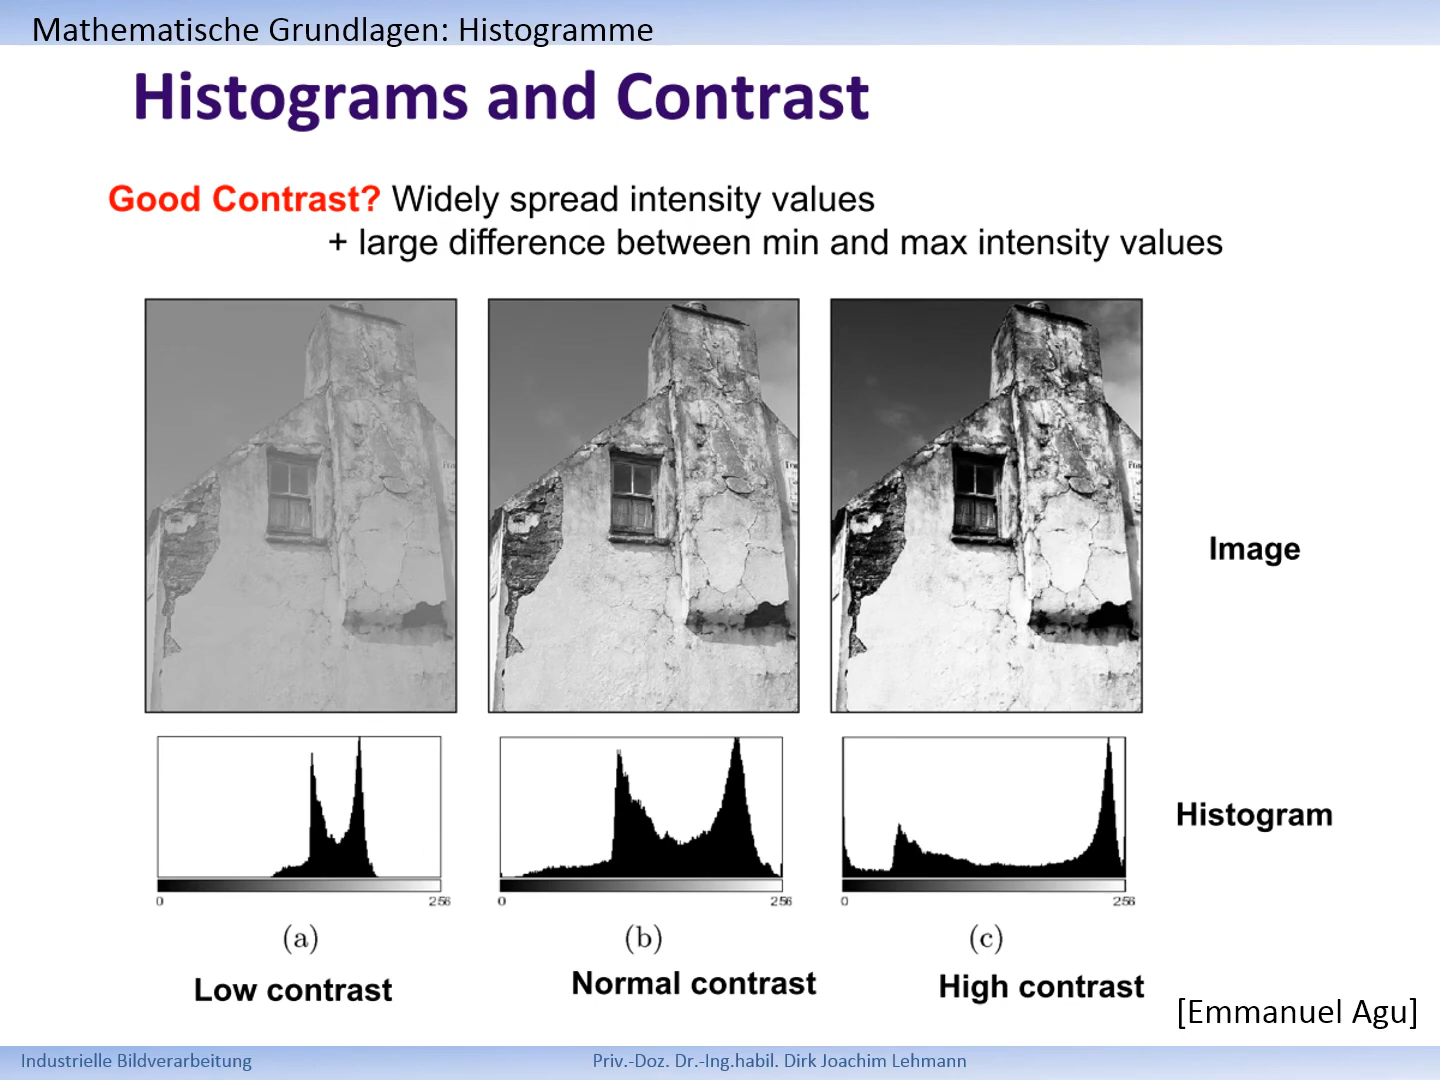 Mathematische Grundlagen: Histogramme
Histograms and Contrast
Good Contrast? Widely spread intensity values
+ large difference between min and max intensity values
Image
Histogram
0 256 0 256 0 256
(a) (b) (c)
Low contrast Normal contrast High contrast
[Emmanuel Agu]
Industrielle Bildverarbeitung Priv.-Doz. Dr.-Ing.habil. Dirk Joachim Lehmann